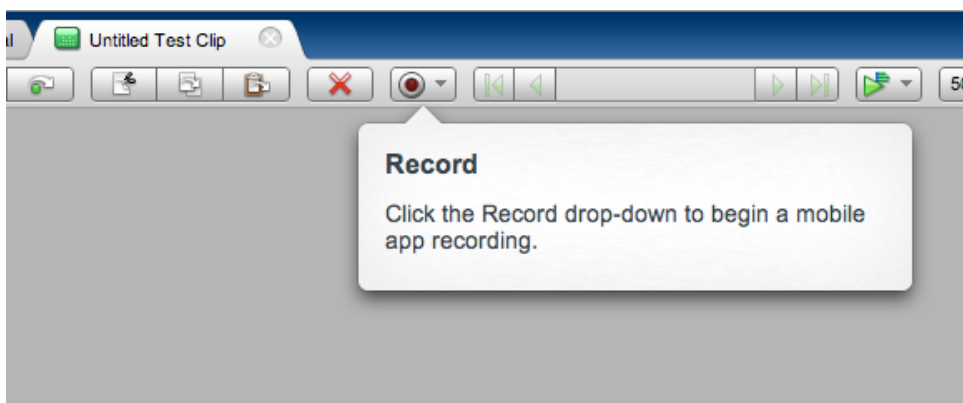 Untitled Test Clip
Record
Click the Record drop-down to begin a mobile
app recording.